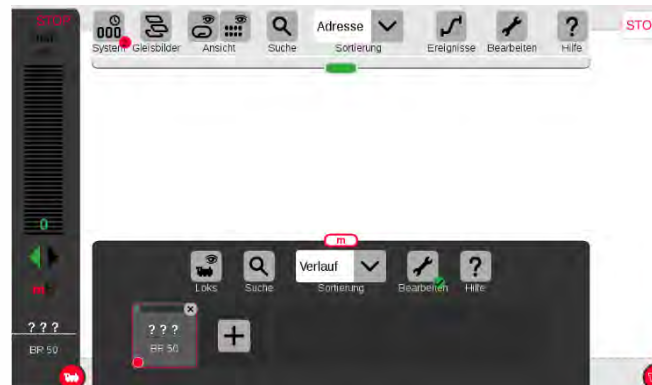 STOP
System Gleisbilder Ansicht Suche Adresse Sortierung Ereignisse Bearbeiten Hilfe
STO
0
m
Loks Suche Verlauf Sortierung Bearbeiten Hilfe
? ? ?
BR 50
? ? ?
BR 50